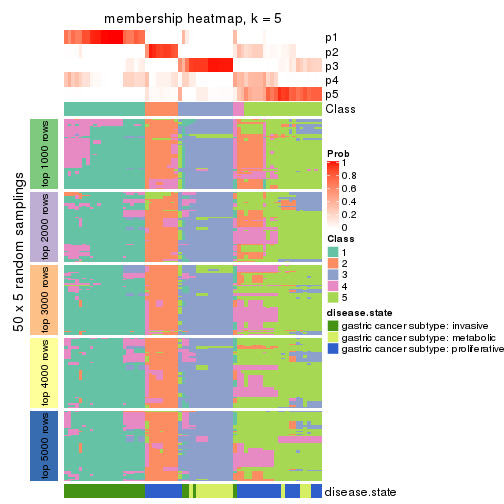 membership heatmap, k = 5
p1
p2
p3
p4
p5
Class
50 x 5 random samplings
top 1000 rows
top 2000 rows
top 3000 rows
top 4000 rows
top 5000 rows
Prob
1
0.8
0.6
0.4
0.2
0
Class
1
2
3
4
5
disease.state
gastric cancer subtype: invasive
gastric cancer subtype: metabolic
gastric cancer subtype: proliferative
disease.state